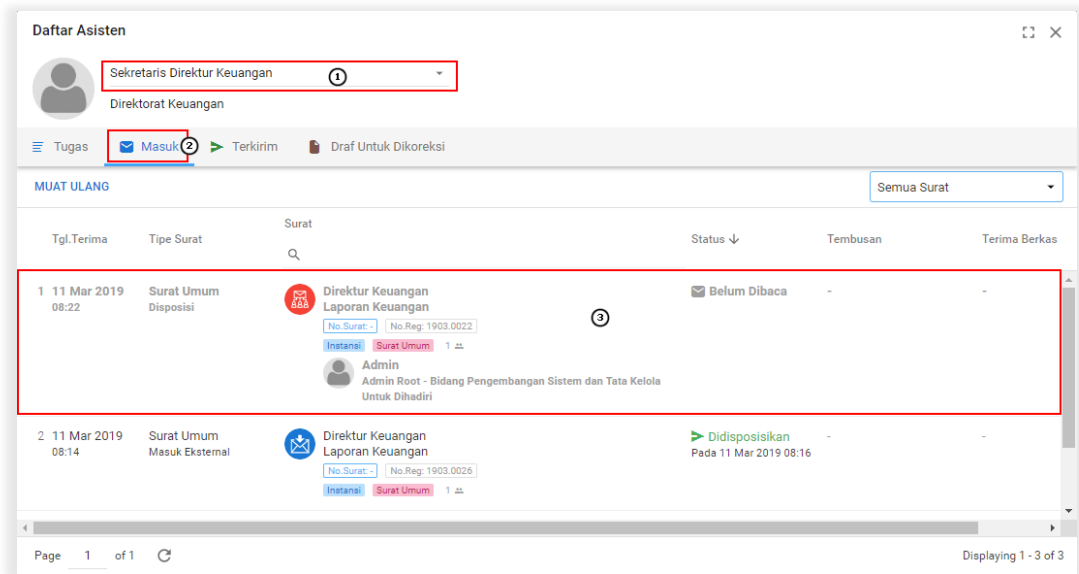 Daftar Asisten
Sekretaris Direktur Keuangan 1
Direktorat Keuangan
Tugas Masuk 2 Terkirim Draf Untuk Dikoreksi
MUAT ULANG Semua Surat
Surat
Tgl.Terima Tipe Surat Status Tembusan Terima Berkas
1 11 Mar 2019 Surat Umum Direktur Keuangan Belum Dibaca - -
08:22 Disposisi Laporan Keuangan
3
No.Surat: - No.Reg: 1903.0022
Instansi Surat Umum 1
Admin
Admin Root - Bidang Pengembangan Sistem dan Tata Kelola
Untuk Dihadiri
2 11 Mar 2019 Surat Umum Direktur Keuangan Didisposisikan - -
08:14 Masuk Eksternal Laporan Keuangan Pada 11 Mar 2019 08:16
No.Surat: - No.Reg: 1903.0026
Instansi Surat Umum 1
Page 1 of 1 Displaying 1 - 3 of 3